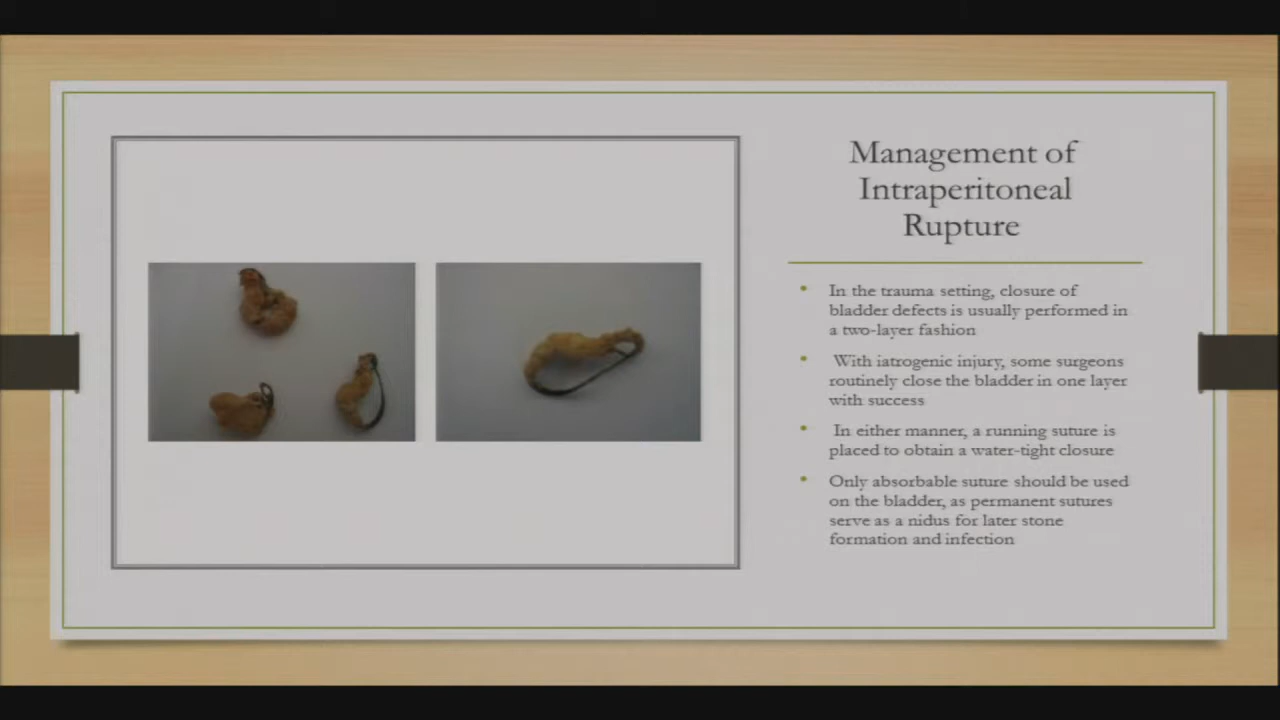 Management of
Intraperitoneal
Rupture
In the trauma setting, closure of
bladder defects is usually performed in
a two-layer fashion
With iatrogenic injury, some surgeons
routinely close the bladder in one layer
with success
In either manner, a running suture is
placed to obtain a water-tight closure
Only absorbable suture should be used
on the bladder, as permanent sutures
serve as a nidus for later stone
formation and infection